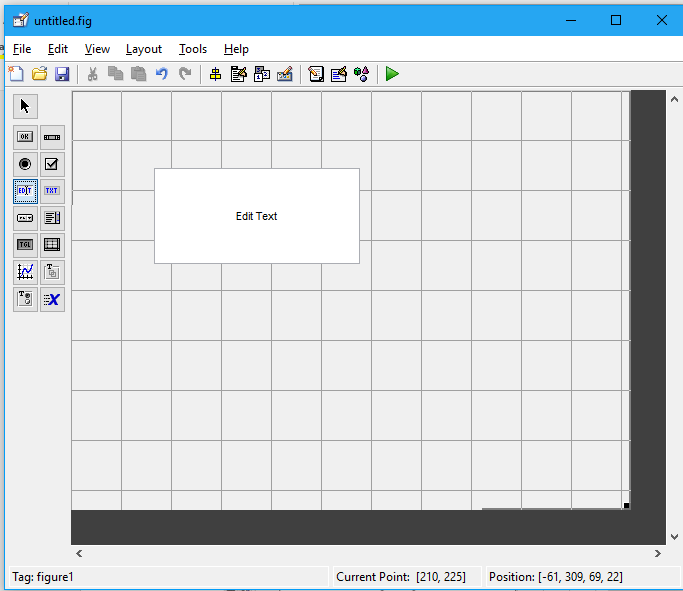 untitled.fig
File Edit View Layout Tools Help
OK
EDIT TXT
TGL
Edit Text
Tag: figure1 Current Point: [210, 225] Position: [-61, 309, 69, 22]